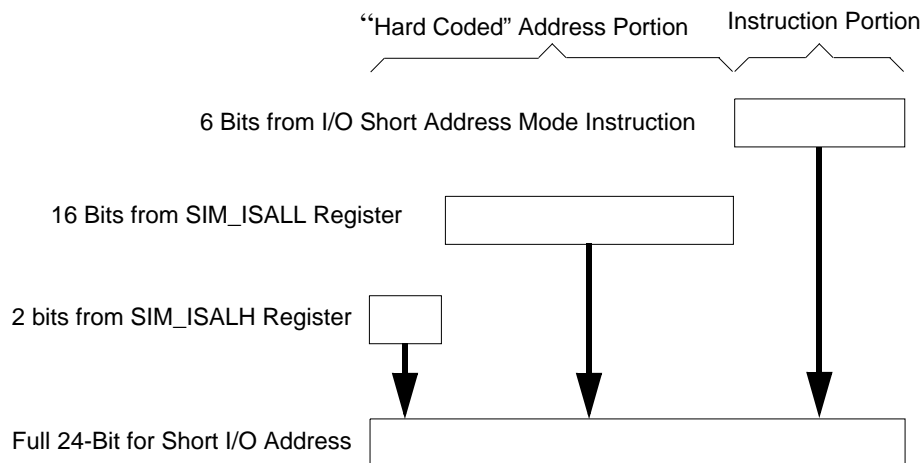 “Hard Coded” Address Portion
Instruction Portion
6 Bits from I/O Short Address Mode Instruction
16 Bits from SIM_ISALL Register
2 bits from SIM_ISALH Register
Full 24-Bit for Short I/O Address